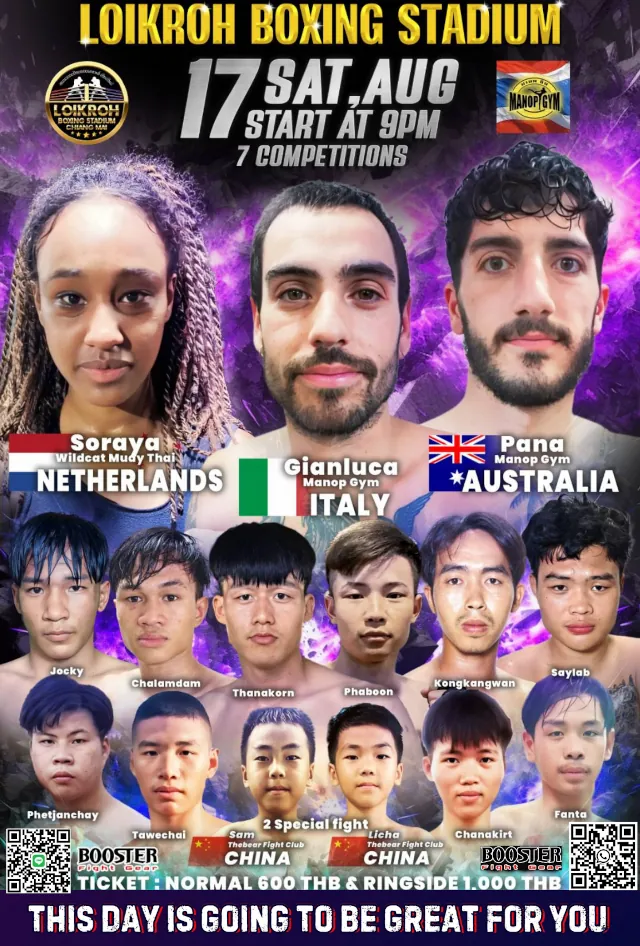 LOIKROH BOXING STADIUM
LOIKROH
BOXING STADIUM
CHIANG MAI
17 SAT,AUG
START AT 9PM
7 COMPETITIONS
MANOP GYM
Soraya
Wildcat Muay Thai
NETHERLANDS
Gianluca
Manop Gym
ITALY
Pana
Manop Gym
AUSTRALIA
Jocky
Chalamdam
Thanakorn
Phaboon
Kongkangwan
Saylab
Phetjanchay
Tawechai
2 Special fight
Sam
Thebear Fight Club
CHINA
Licha
Thebear Fight Club
CHINA
Chanakirt
Fanta
BOOSTER
Fight Gear
BOOSTER
Fight Gear
TICKET : NORMAL 600 THB & RINGSIDE 1,000 THB
THIS DAY IS GOING TO BE GREAT FOR YOU